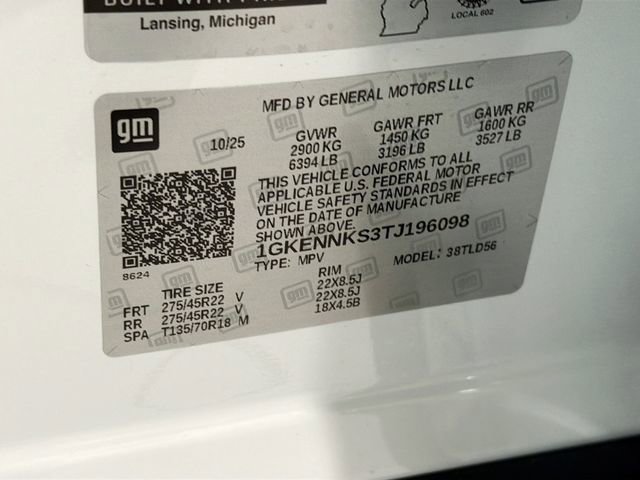 Lansing, Michigan
LOCAL 602
gm
MFD BY GENERAL MOTORS LLC
10/25
GVWR GAWR FRT GAWR RR
2900 KG 1450 KG 1600 KG
6394 LB 3196 LB 3527 LB
THIS VEHICLE CONFORMS TO ALL
APPLICABLE U.S. FEDERAL MOTOR
VEHICLE SAFETY STANDARDS IN EFFECT
ON THE DATE OF MANUFACTURE
SHOWN ABOVE.
1GKENNKS3TJ196098
TYPE: MPV MODEL: 38TLD56
8624
TIRE SIZE RIM
FRT 275/45R22 V 22X8.5J
RR 275/45R22 V 22X8.5J
SPA T135/70R18 M 18X4.5B